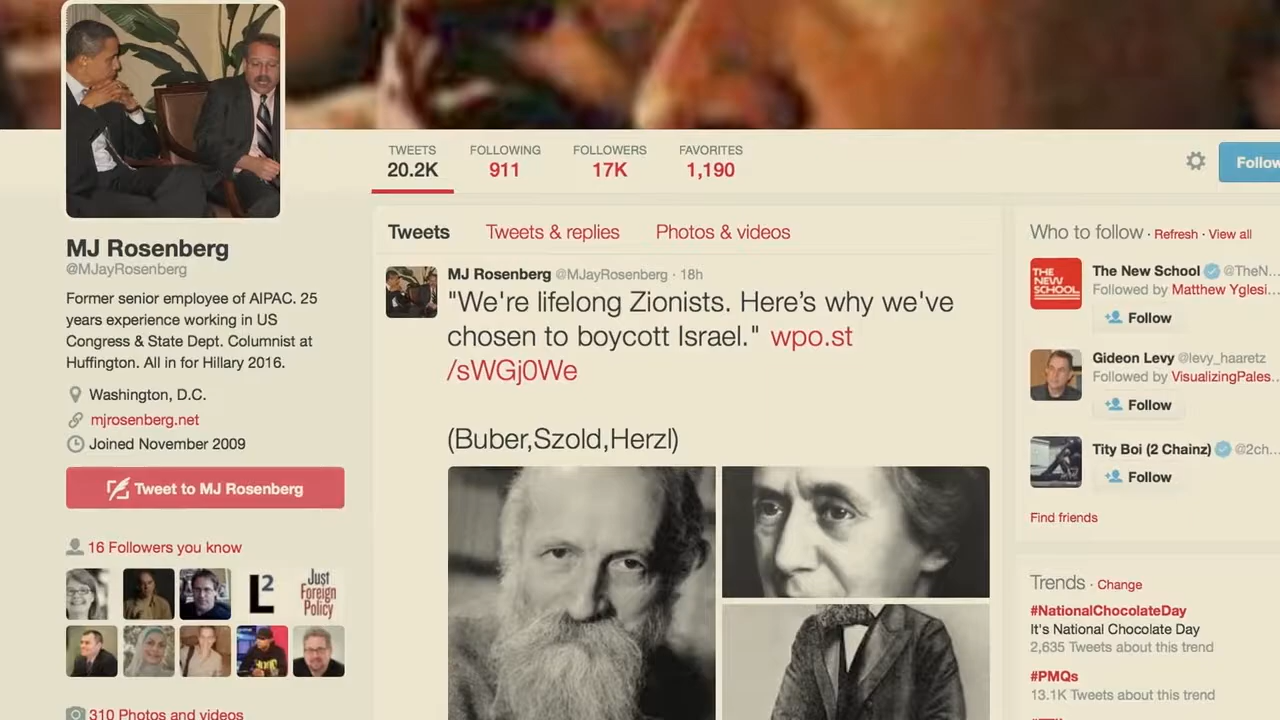 TWEETS
20.2K
FOLLOWING
911
FOLLOWERS
17K
FAVORITES
1,190
Follow
MJ Rosenberg
@MJayRosenberg
Former senior employee of AIPAC. 25
years experience working in US
Congress & State Dept. Columnist at
Huffington. All in for Hillary 2016.
Washington, D.C.
mjrosenberg.net
Joined November 2009
Tweet to MJ Rosenberg
16 Followers you know
L2
Just
Foreign
Policy
310 Photos and videos
Tweets Tweets & replies Photos & videos
MJ Rosenberg @MJayRosenberg · 18h
"We're lifelong Zionists. Here's why we've
chosen to boycott Israel." wpo.st
/sWGj0We
(Buber,Szold,Herzl)
Who to follow · Refresh · View all
THE
NEW
SCHOOL
The New School @TheN...
Followed by Matthew Yglesi...
Follow
Gideon Levy @levy_haaretz
Followed by VisualizingPales...
Follow
Tity Boi (2 Chainz) @2ch...
Follow
Find friends
Trends · Change
#NationalChocolateDay
It's National Chocolate Day
2,635 Tweets about this trend
#PMQs
13.1K Tweets about this trend